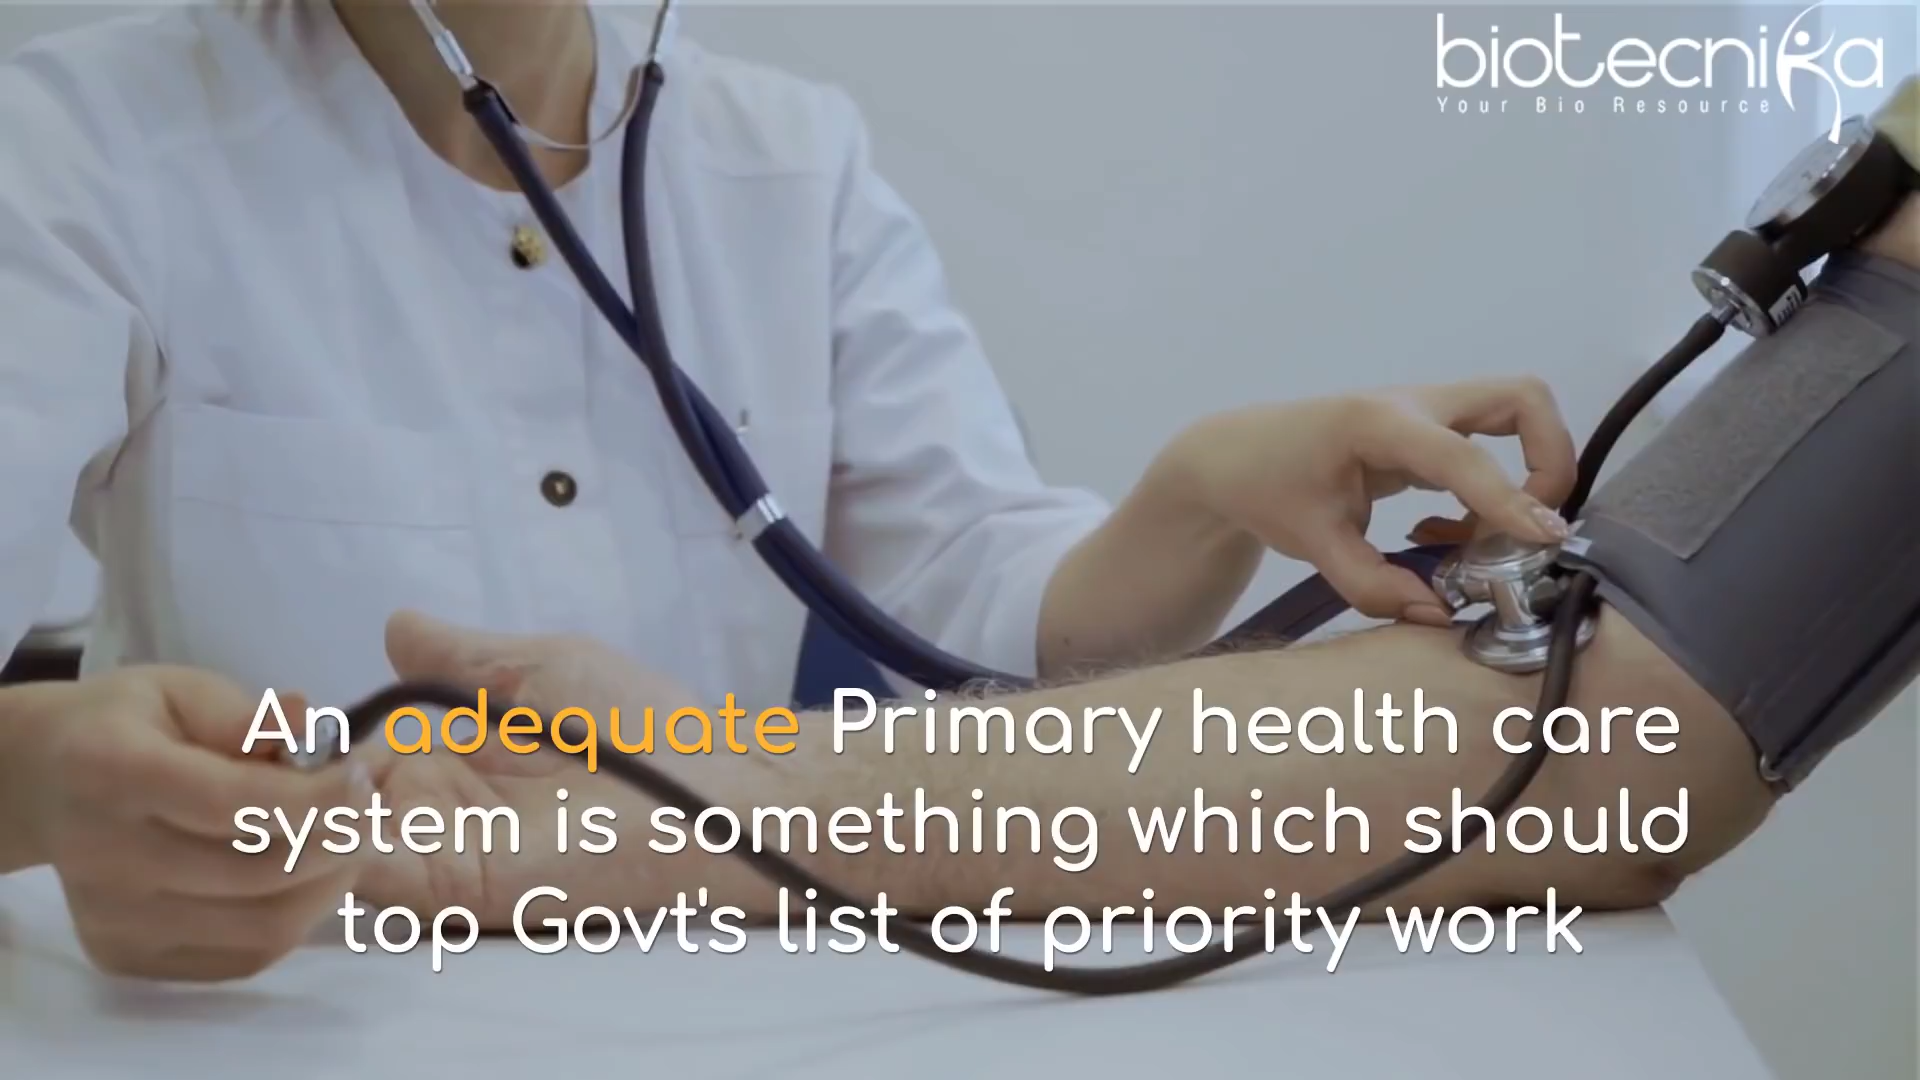 biotecnika
Your Bio Resource
An adequate Primary health care
system is something which should
top Govt's list of priority work